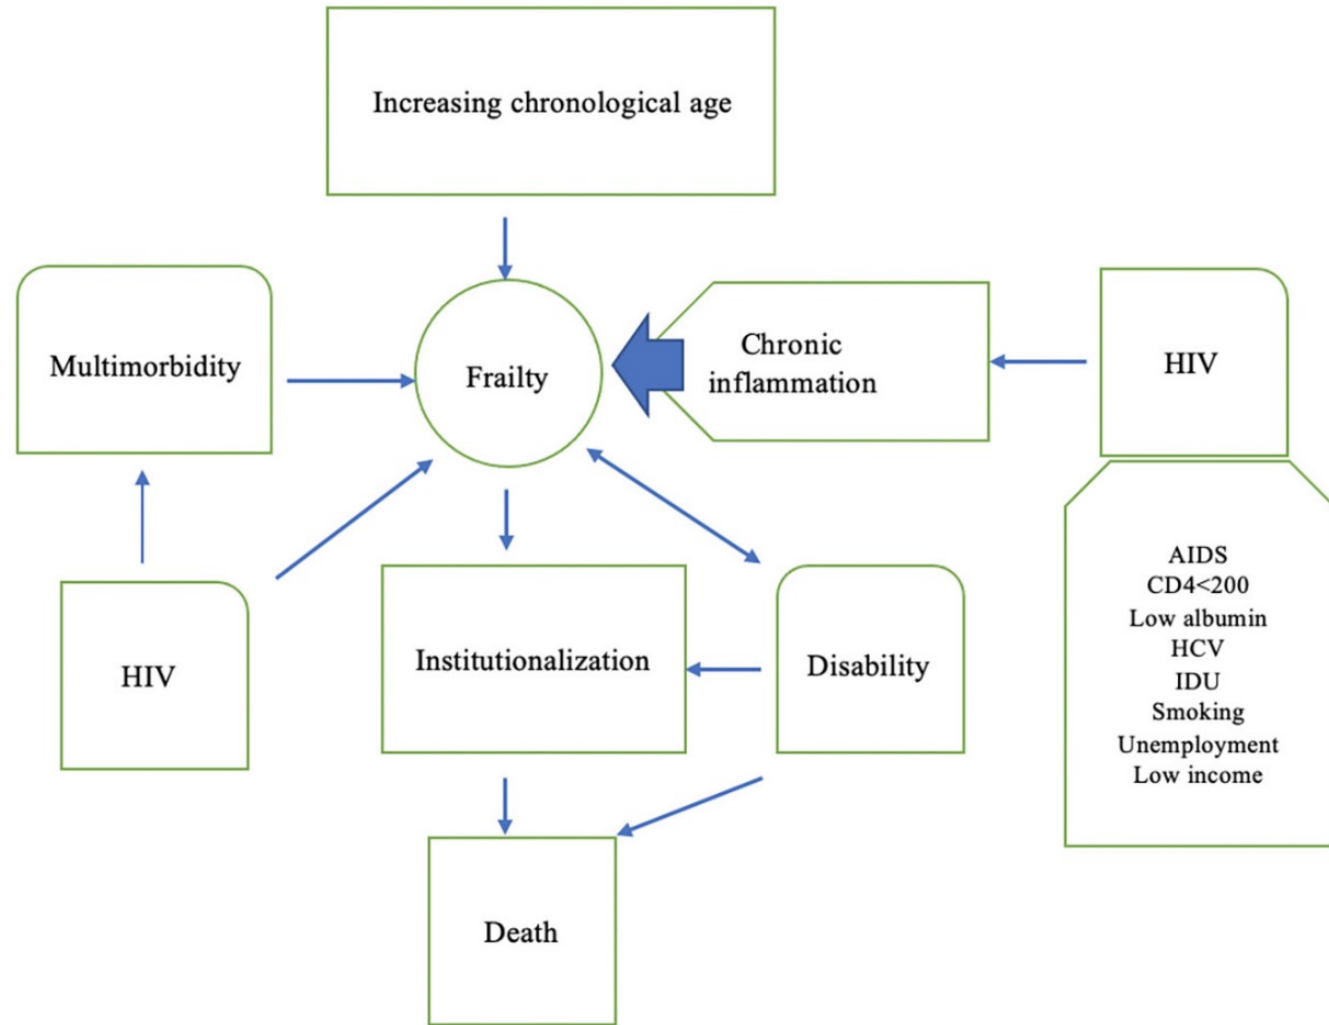 Increasing chronological age
Multimorbidity
Frailty
Chronic
inflammation
HIV
HIV
Institutionalization
Disability
AIDS
CD4<200
Low albumin
HCV
IDU
Smoking
Unemployment
Low income
Death